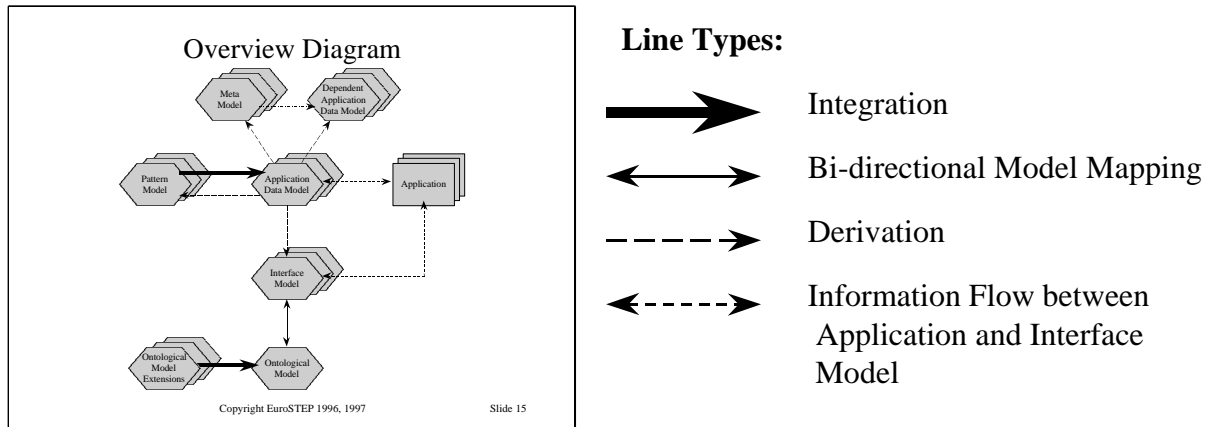 Overview Diagram
Meta
Model
Dependent
Application
Data Model
Pattern
Model
Application
Data Model
Application
Interface
Model
Ontological
Model
Extensions
Ontological
Model
Copyright EuroSTEP 1996, 1997
Slide 15
Line Types:
Integration
Bi-directional Model Mapping
Derivation
Information Flow between
Application and Interface
Model